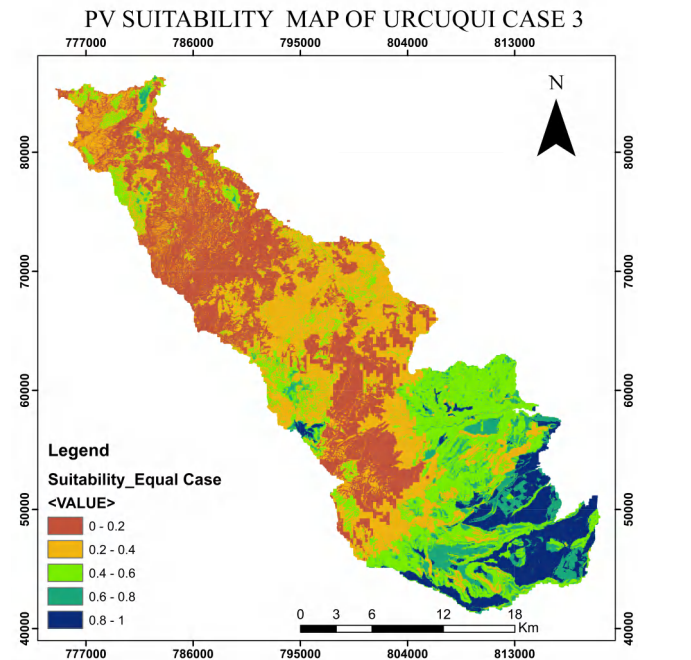 PV SUITABILITY MAP OF URCUQUI CASE 3
777000 786000 795000 804000 813000
N
80000 80000
70000 70000
60000 60000
Legend
Suitability_Equal Case
<VALUE>
50000 50000
0 - 0.2
0.2 - 0.4
0.4 - 0.6
0.6 - 0.8
0.8 - 1
0 3 6 12 18
Km
40000 40000
777000 786000 795000 804000 813000